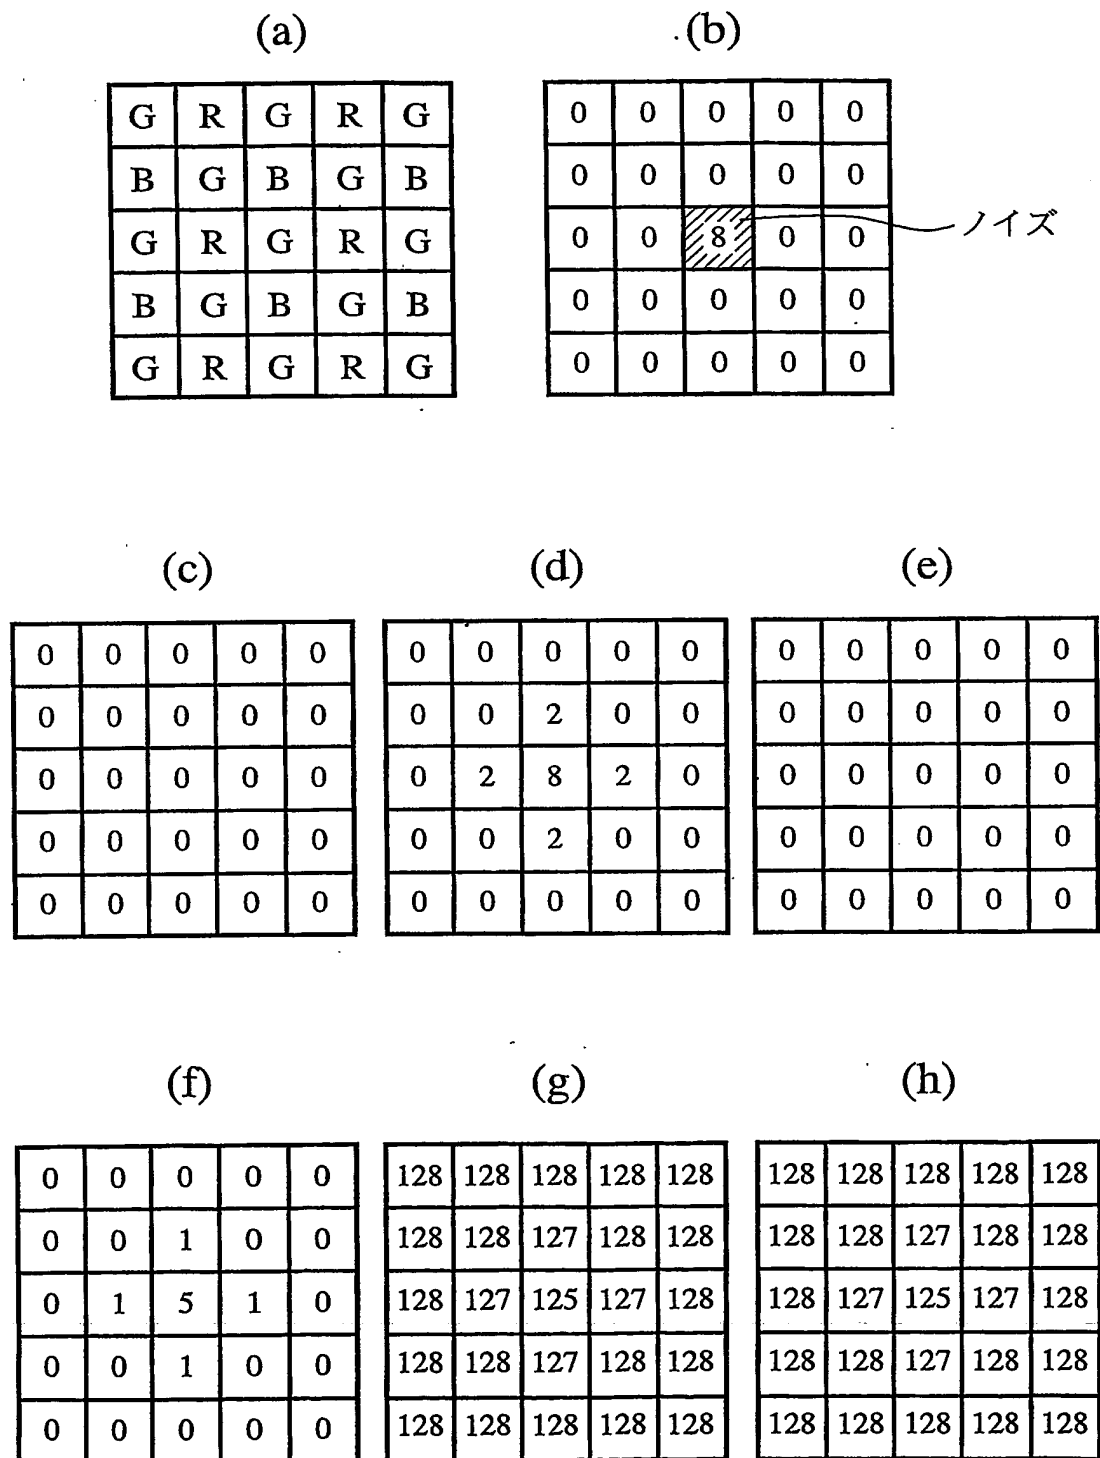 (a)
G R G R G
B G B G B
G R G R G
B G B G B
G R G R G
(b)
0 0 0 0 0
0 0 0 0 0
0 0 8 0 0
ノイズ
0 0 0 0 0
0 0 0 0 0
(c)
0 0 0 0 0
0 0 0 0 0
0 0 0 0 0
0 0 0 0 0
0 0 0 0 0
(d)
0 0 0 0 0
0 0 2 0 0
0 2 8 2 0
0 0 2 0 0
0 0 0 0 0
(e)
0 0 0 0 0
0 0 0 0 0
0 0 0 0 0
0 0 0 0 0
0 0 0 0 0
(f)
0 0 0 0 0
0 0 1 0 0
0 1 5 1 0
0 0 1 0 0
0 0 0 0 0
(g)
128 128 128 128 128
128 128 127 128 128
128 127 125 127 128
128 128 127 128 128
128 128 128 128 128
(h)
128 128 128 128 128
128 128 127 128 128
128 127 125 127 128
128 128 127 128 128
128 128 128 128 128